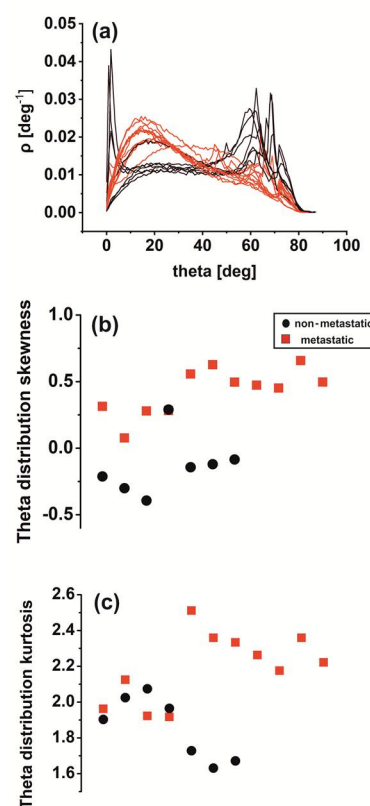 (a)
0.05
0.04
0.03
0.02
0.01
0.00
ρ [deg⁻¹]
0 20 40 60 80 100
theta [deg]
(b)
1.0
0.5
0.0
-0.5
Theta distribution skewness
non-metastatic
metastatic
(c)
2.6
2.4
2.2
2.0
1.8
1.6
Theta distribution kurtosis